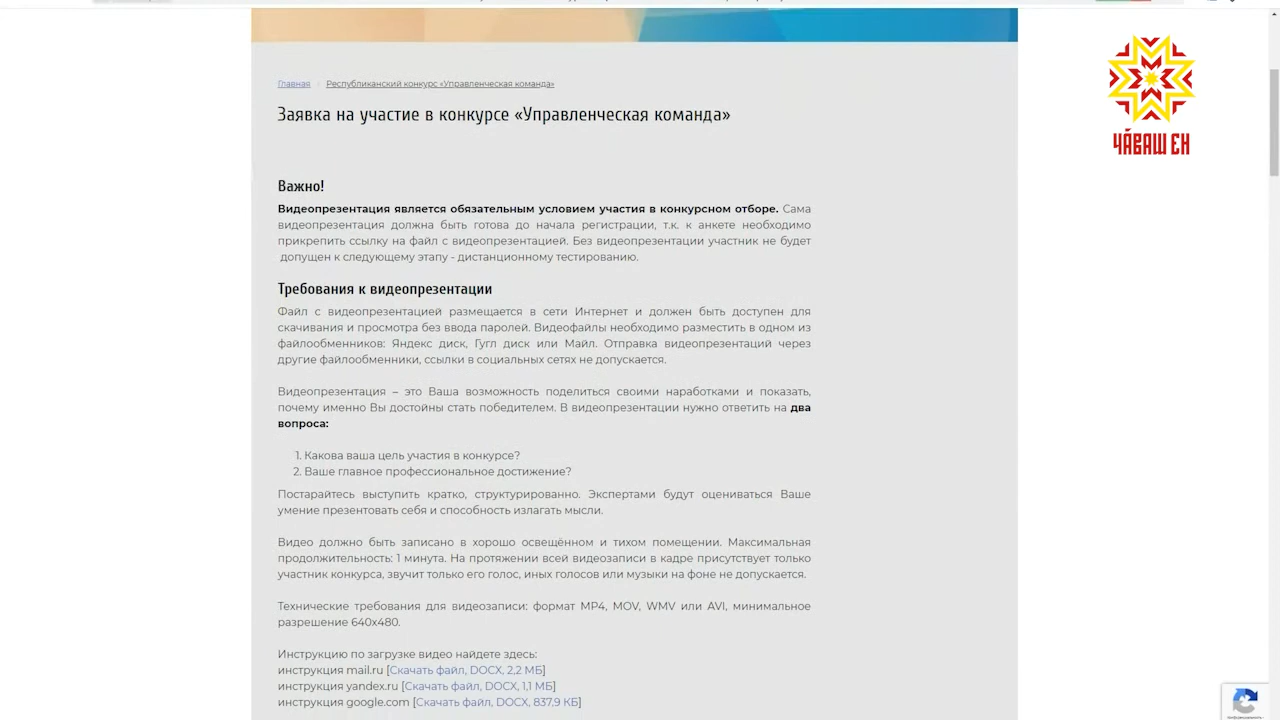 Главная Республиканский конкурс «Управленческая команда»
Заявка на участие в конкурсе «Управленческая команда»
ЧӐВАШ ЕН
Важно!
Видеопрезентация является обязательным условием участия в конкурсном отборе. Сама
видеопрезентация должна быть готова до начала регистрации, т.к. к анкете необходимо
прикрепить ссылку на файл с видеопрезентацией. Без видеопрезентации участник не будет
допущен к следующему этапу - дистанционному тестированию.
Требования к видеопрезентации
Файл с видеопрезентацией размещается в сети Интернет и должен быть доступен для
скачивания и просмотра без ввода паролей. Видеофайлы необходимо разместить в одном из
файлообменников: Яндекс диск, Гугл диск или Майл. Отправка видеопрезентаций через
другие файлообменники, ссылки в социальных сетях не допускается.
Видеопрезентация – это Ваша возможность поделиться своими наработками и показать,
почему именно Вы достойны стать победителем. В видеопрезентации нужно ответить на два
вопроса:
1. Какова ваша цель участия в конкурсе?
2. Ваше главное профессиональное достижение?
Постарайтесь выступить кратко, структурированно. Экспертами будут оцениваться Ваше
умение презентовать себя и способность излагать мысли.
Видео должно быть записано в хорошо освещённом и тихом помещении. Максимальная
продолжительность: 1 минута. На протяжении всей видеозаписи в кадре присутствует только
участник конкурса, звучит только его голос, иных голосов или музыки на фоне не допускается.
Технические требования для видеозаписи: формат MP4, MOV, WMV или AVI, минимальное
разрешение 640х480.
Инструкцию по загрузке видео найдете здесь:
инструкция mail.ru [Скачать файл, DOCX, 2,2 МБ]
инструкция yandex.ru [Скачать файл, DOCX, 1,1 МБ]
инструкция google.com [Скачать файл, DOCX, 837,9 КБ]